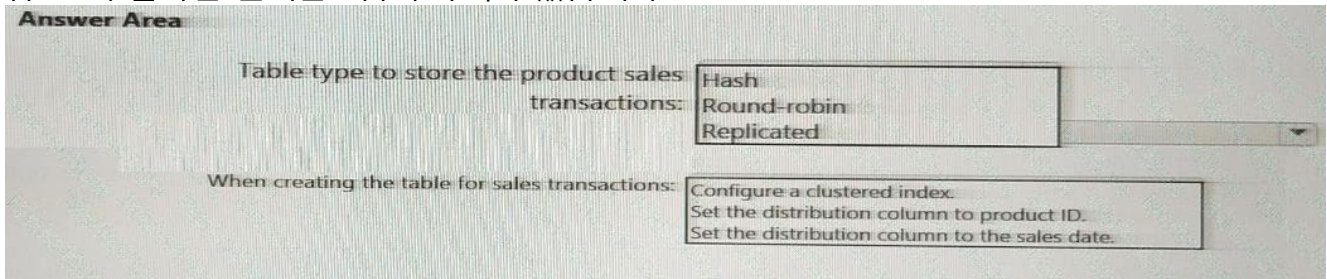 Answer Area
Table type to store the product sales
transactions:
Hash
Round-robin
Replicated
When creating the table for sales transactions:
Configure a clustered index.
Set the distribution column to product ID.
Set the distribution column to the sales date.